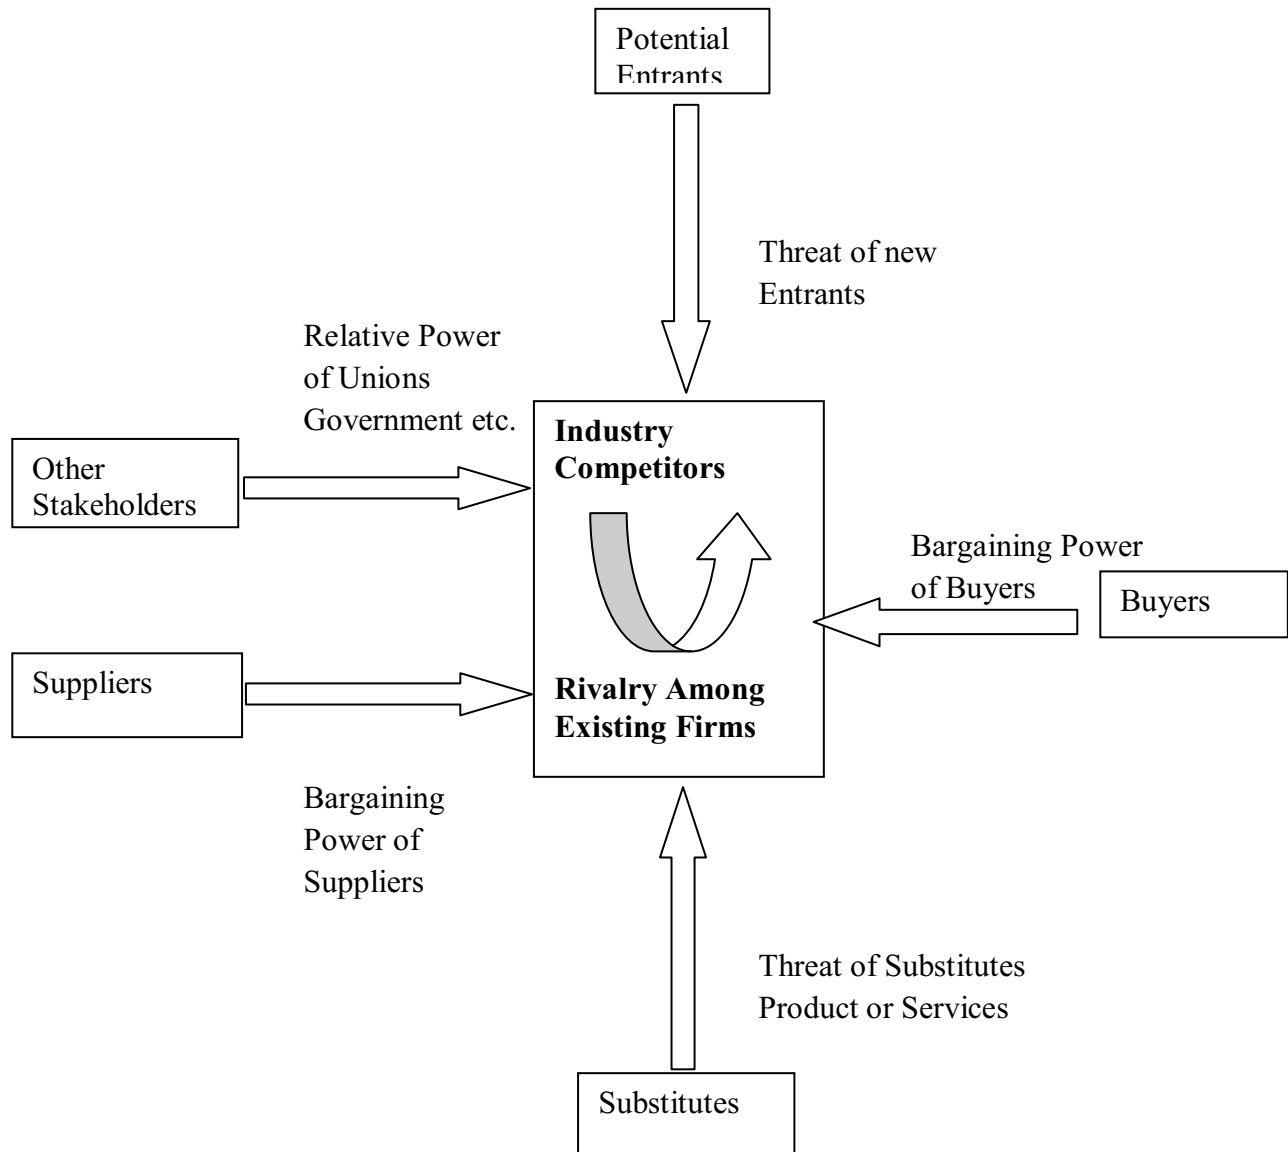 Potential
Entrants
Threat of new
Entrants
Relative Power
of Unions
Government etc.
Other
Stakeholders
Industry
Competitors
Bargaining Power
of Buyers
Buyers
Suppliers
Rivalry Among
Existing Firms
Bargaining
Power of
Suppliers
Threat of Substitutes
Product or Services
Substitutes